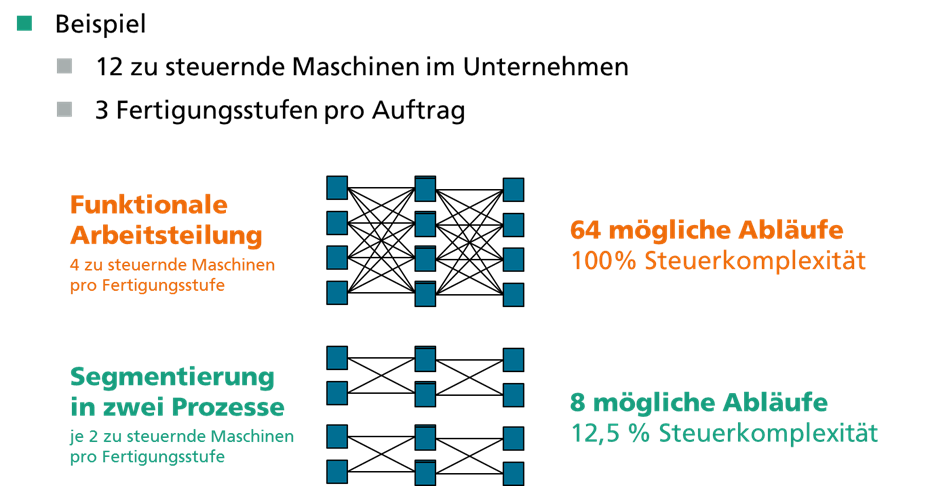 Beispiel
12 zu steuernde Maschinen im Unternehmen
3 Fertigungsstufen pro Auftrag
Funktionale
Arbeitsteilung
4 zu steuernde Maschinen
pro Fertigungsstufe
64 mögliche Abläufe
100% Steuerkomplexität
Segmentierung
in zwei Prozesse
je 2 zu steuernde Maschinen
pro Fertigungsstufe
8 mögliche Abläufe
12,5 % Steuerkomplexität